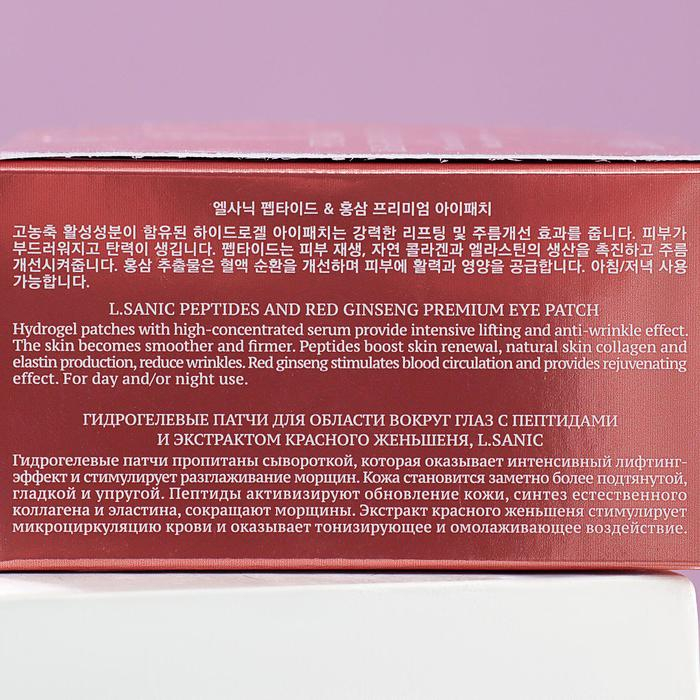 엘사닉 펩타이드 & 홍삼 프리미엄 아이패치
고농축 활성성분이 함유된 하이드로겔 아이패치는 강력한 리프팅 및 주름개선 효과를 줍니다. 피부가
부드러워지고 탄력이 생깁니다. 펩타이드는 피부 재생, 자연 콜라겐과 엘라스틴의 생산을 촉진하고 주름
개선시켜줍니다. 홍삼 추출물은 혈액 순환을 개선하며 피부에 활력과 영양을 공급합니다. 아침/저녁 사용
가능합니다.
L.SANIC PEPTIDES AND RED GINSENG PREMIUM EYE PATCH
Hydrogel patches with high-concentrated serum provide intensive lifting and anti-wrinkle effect.
The skin becomes smoother and firmer. Peptides boost skin renewal, natural skin collagen and
elastin production, reduce wrinkles. Red ginseng stimulates blood circulation and provides rejuvenating
effect. For day and/or night use.
ГИДРОГЕЛЕВЫЕ ПАТЧИ ДЛЯ ОБЛАСТИ ВОКРУГ ГЛАЗ С ПЕПТИДАМИ
И ЭКСТРАКТОМ КРАСНОГО ЖЕНЬШЕНЯ, L.SANIC
Гидрогелевые патчи пропитаны сывороткой, которая оказывает интенсивный лифтинг-
эффект и стимулирует разглаживание морщин. Кожа становится заметно более подтянутой,
гладкой и упругой. Пептиды активизируют обновление кожи, синтез естественного
коллагена и эластина, сокращают морщины. Экстракт красного женьшеня стимулирует
микроциркуляцию крови и оказывает тонизирующее и омолаживающее воздействие.